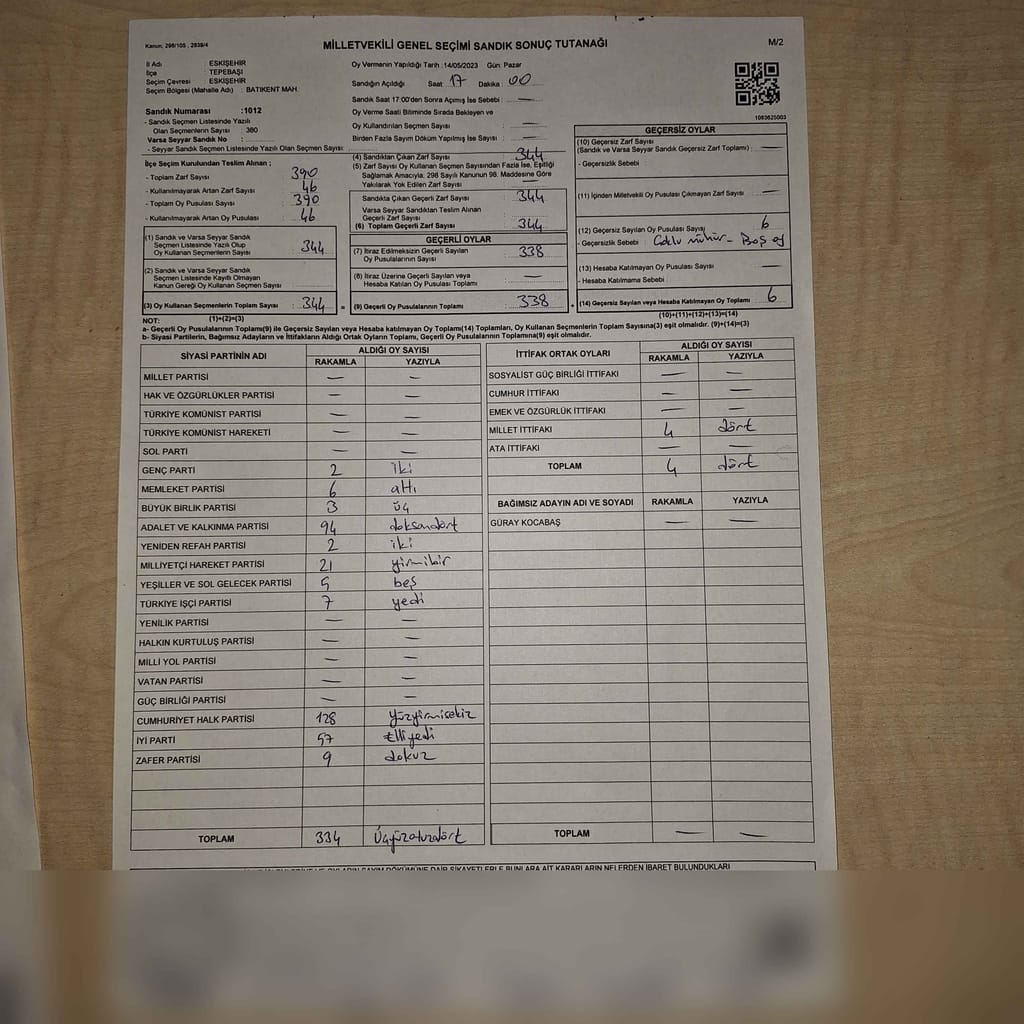 Kanun, 298/105 , 2839/4
MİLLETVEKİLİ GENEL SEÇİMİ SANDIK SONUÇ TUTANAĞI
M/2
İl Adı : ESKİŞEHİR
İlçe : TEPEBAŞI
Seçim Çevresi : ESKİŞEHİR
Seçim Bölgesi (Mahalle Adı) : BATIKENT MAH.
Oy Vermenin Yapıldığı Tarih :14/05/2023 Gün: Pazar
Sandığın Açıldığı Saat : 17 Dakika : 00
Sandık Saat 17:00'den Sonra Açımış İse Sebebi : —
Oy Verme Saati Bitiminde Sırada Bekleyen ve
Oy Kullandırılan Seçmen Sayısı : —
Birden Fazla Sayım Döküm Yapılmış İse Sayısı : —
1083625003
Sandık Numarası :1012
- Sandık Seçmen Listesinde Yazılı
Olan Seçmenlerin Sayısı : 380
Varsa Seyyar Sandık No :
- Seyyar Sandık Seçmen Listesinde Yazılı Olan Seçmen Sayısı:
İlçe Seçim Kurulundan Teslim Alınan ;
- Toplam Zarf Sayısı : 390
- Kullanılmayarak Artan Zarf Sayısı : 46
- Toplam Oy Pusulası Sayısı : 390
- Kullanılmayarak Artan Oy Pusulası : 46
(1) Sandık ve Varsa Seyyar Sandık
Seçmen Listesinde Yazılı Olup
Oy Kullanan Seçmenlerin Sayısı : 344
(2) Sandık ve Varsa Seyyar Sandık
Seçmen Listesinde Kayıtlı Olmayan
Kanun Gereği Oy Kullanan Seçmen Sayısı :
(3) Oy Kullanan Seçmenlerin Toplam Sayısı : 344
(1)+(2)=(3)
(4) Sandıktan Çıkan Zarf Sayısı : 344
(5) Zarf Sayısı Oy Kullanan Seçmen Sayısından Fazla İse, Eşitliği
Sağlamak Amacıyla, 298 Sayılı Kanunun 98. Maddesine Göre
Yakılarak Yok Edilen Zarf Sayısı : —
Sandıkta Çıkan Geçerli Zarf Sayısı : 344
Varsa Seyyar Sandıktan Teslim Alınan
Geçerli Zarf Sayısı :
(6) Toplam Geçerli Zarf Sayısı : 344
GEÇERLİ OYLAR
(7) İtiraz Edilmeksizin Geçerli Sayılan
Oy Pusulalarının Sayısı : 338
(8) İtiraz Üzerine Geçerli Sayılan veya
Hesaba Katılan Oy Pusulaları Toplamı : —
= (9) Geçerli Oy Pusulalarının Toplamı : 338
GEÇERSİZ OYLAR
(10) Geçersiz Zarf Sayısı
(Sandık ve Varsa Seyyar Sandık Geçersiz Zarf Toplamı) : —
- Geçersizlik Sebebi :
(11) İçinden Milletvekili Oy Pusulası Çıkmayan Zarf Sayısı : —
(12) Geçersiz Sayılan Oy Pusulası Sayısı : 6
- Geçersizlik Sebebi : Çoklu mühür - Boş oy
(13) Hesaba Katılmayan Oy Pusulası Sayısı : —
- Hesaba Katılmama Sebebi :
+ (14) Geçersiz Sayılan veya Hesaba Katılmayan Oy Pusulası Toplamı : 6
(10)+(11)+(12)+(13)=(14)
NOT:
a- Geçerli Oy Pusulalarının Toplamı(9) ile Geçersiz Sayılan veya Hesaba katılmayan Oy Toplamı(14) Toplamları, Oy Kullanan Seçmenlerin Toplam Sayısına(3) eşit olmalıdır. (9)+(14)=(3)
b- Siyasi Partilerin, Bağımsız Adayların ve İttifakların Aldığı Ortak Oyların Toplamı, Geçerli Oy Pusulalarının Toplamına(9) eşit olmalıdır.
SİYASİ PARTİNİN ADI ALDIĞI OY SAYISI
RAKAMLA YAZIYLA
MİLLET PARTİSİ — —
HAK VE ÖZGÜRLÜKLER PARTİSİ — —
TÜRKİYE KOMÜNİST PARTİSİ — —
TÜRKİYE KOMÜNİST HAREKETİ — —
SOL PARTİ — —
GENÇ PARTİ 2 iki
MEMLEKET PARTİSİ 6 altı
BÜYÜK BİRLİK PARTİSİ 3 üç
ADALET VE KALKINMA PARTİSİ 94 doksandört
YENİDEN REFAH PARTİSİ 2 iki
MİLLİYETÇİ HAREKET PARTİSİ 21 yirmibir
YEŞİLLER VE SOL GELECEK PARTİSİ 5 beş
TÜRKİYE İŞÇİ PARTİSİ 7 yedi
YENİLİK PARTİSİ — —
HALKIN KURTULUŞ PARTİSİ — —
MİLLİ YOL PARTİSİ — —
VATAN PARTİSİ — —
GÜÇ BİRLİĞİ PARTİSİ — —
CUMHURİYET HALK PARTİSİ 128 yüzyirmisekiz
İYİ PARTİ 57 Elliyedi
ZAFER PARTİSİ 9 dokuz
TOPLAM 334 Üçyüzotuzdört
İTTİFAK ORTAK OYLARI ALDIĞI OY SAYISI
RAKAMLA YAZIYLA
SOSYALİST GÜÇ BİRLİĞİ İTTİFAKI — —
CUMHUR İTTİFAKI — —
EMEK VE ÖZGÜRLÜK İTTİFAKI — —
MİLLET İTTİFAKI 4 dört
ATA İTTİFAKI — —
TOPLAM 4 dört
BAĞIMSIZ ADAYIN ADI VE SOYADI RAKAMLA YAZIYLA
GÜRAY KOCABAŞ — —
TOPLAM — —
OYLARIN SAYIM DÖKÜMÜNE DAİR ŞİKAYETLERLE BUNLARA AİT KARARLARIN NELERDEN İBARET BULUNDUKLARI